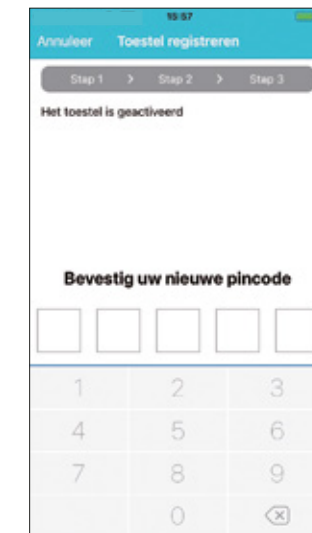 15:57
Annuleer Toestel registreren
Stap 1 > Stap 2 > Stap 3
Het toestel is geactiveerd
Bevestig uw nieuwe pincode
1 2 3
4 5 6
7 8 9
0